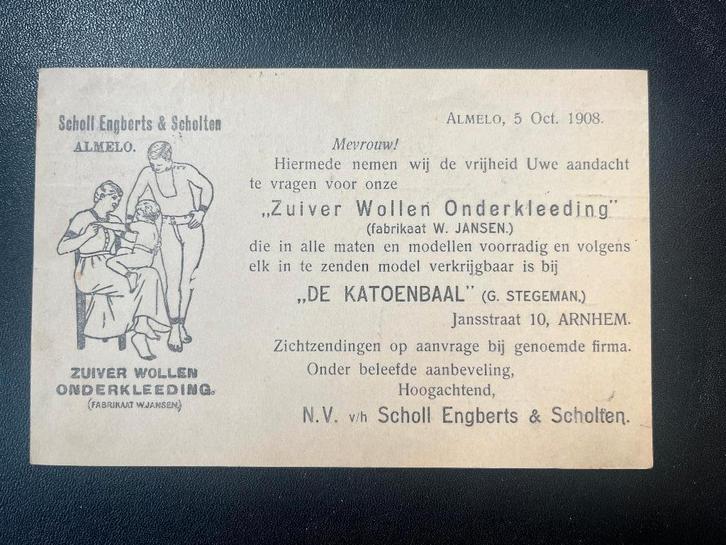 Scholl Engberts & Scholten
ALMELO.
ZUIVER WOLLEN
ONDERKLEEDING.
(FABRIKAAT W.JANSEN)
ALMELO, 5 Oct. 1908.
Mevrouw!
Hiermede nemen wij de vrijheid Uwe aandacht
te vragen voor onze
„Zuiver Wollen Onderkleeding"
(fabrikaat W. JANSEN.)
die in alle maten en modellen voorradig en volgens
elk in te zenden model verkrijgbaar is bij
„DE KATOENBAAL" (G. STEGEMAN.)
Jansstraat 10, ARNHEM.
Zichtzendingen op aanvrage bij genoemde firma.
Onder beleefde aanbeveling,
Hoogachtend,
N.V. v/h Scholl Engberts & Scholten.